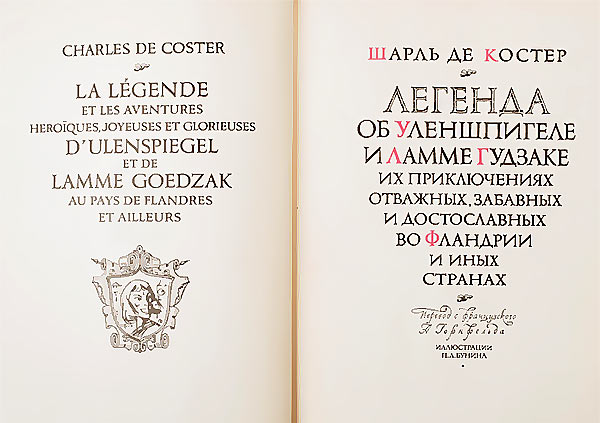 CHARLES DE COSTER
LA LÉGENDE
ET LES AVENTURES
HEROÏQUES, JOYEUSES ET GLORIEUSES
D'ULENSPIEGEL
ET DE
LAMME GOEDZAK
AU PAYS DE FLANDRES
ET AILLEURS
ШАРЛЬ ДЕ КОСТЕР
ЛЕГЕНДА
ОБ УЛЕНШПИГЕЛЕ
И ЛАММЕ ГУДЗАКЕ
ИХ ПРИКЛЮЧЕНИЯХ
ОТВАЖНЫХ, ЗАБАВНЫХ
И ДОСТОСЛАВНЫХ
ВО ФЛАНДРИИ
И ИНЫХ
СТРАНАХ
Перевод с французского
А Горнфельда
ИЛЛЮСТРАЦИИ
П.Л.БУНИНА